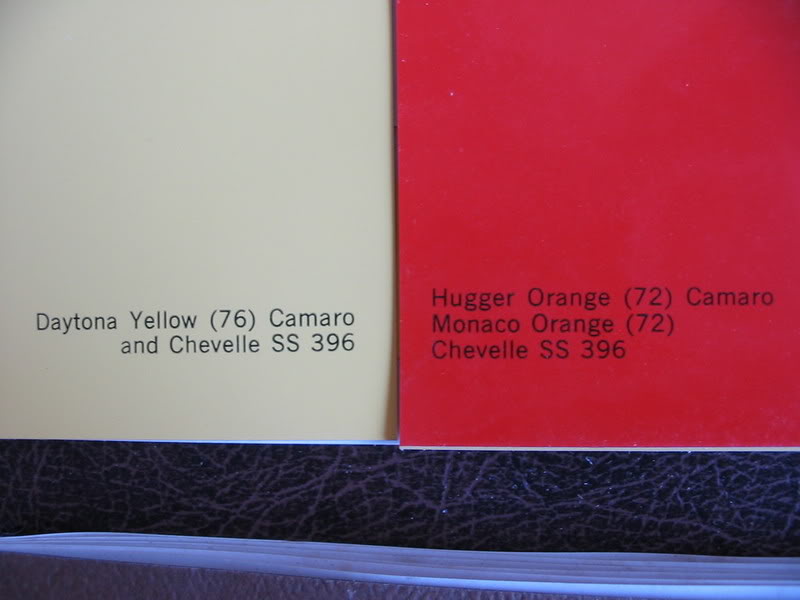 Daytona Yellow (76) Camaro
and Chevelle SS 396
Hugger Orange (72) Camaro
Monaco Orange (72)
Chevelle SS 396